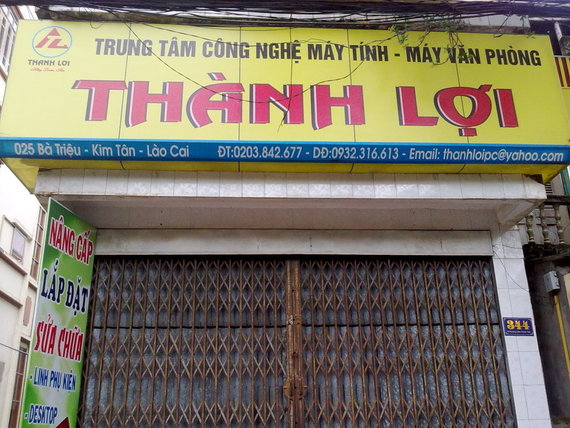 THANH LỢI
TRUNG TÂM CÔNG NGHỆ MÁY TÍNH - MÁY VĂN PHÒNG
THÀNH LỢI
025 Bà Triệu - Kim Tân - Lào Cai ĐT:0203.842.677 - DĐ:0932.316.613 - Email: thanhloipc@yahoo.com
NÂNG CẤP
LẮP ĐẶT
SỬA CHỮA
- LINH PHỤ KIỆN
- DESKTOP
344